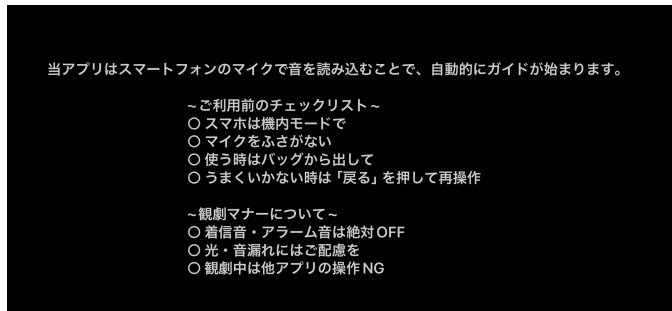 当アプリはスマートフォンのマイクで音を読み込むことで、自動的にガイドが始まります。
~ご利用前のチェックリスト~
○ スマホは機内モードで
○ マイクをふさがない
○ 使う時はバッグから出して
○ うまくいかない時は「戻る」を押して再操作
~観劇マナーについて~
○ 着信音・アラーム音は絶対OFF
○ 光・音漏れにはご配慮を
○ 観劇中は他アプリの操作NG